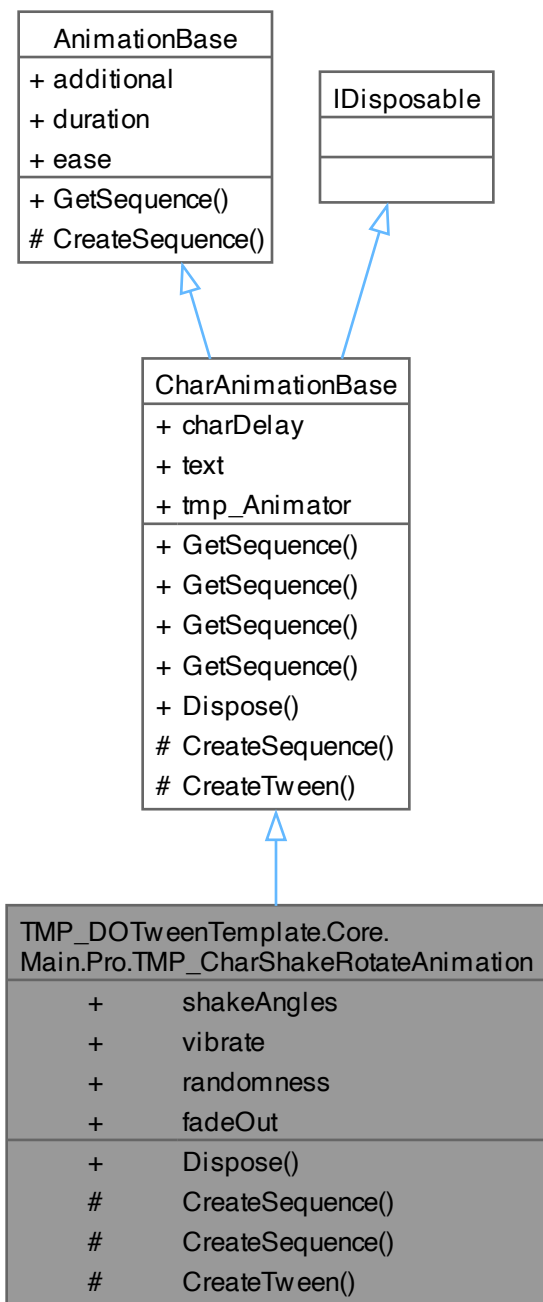 AnimationBase
+ additional
+ duration
+ ease
+ GetSequence()
# CreateSequence()
IDisposable
CharAnimationBase
+ charDelay
+ text
+ tmp_Animator
+ GetSequence()
+ GetSequence()
+ GetSequence()
+ GetSequence()
+ Dispose()
# CreateSequence()
# CreateTween()
TMP_DOTweenTemplate.Core.
Main.Pro.TMP_CharShakeRotateAnimation
+ shakeAngles
+ vibrate
+ randomness
+ fadeOut
+ Dispose()
# CreateSequence()
# CreateSequence()
# CreateTween()